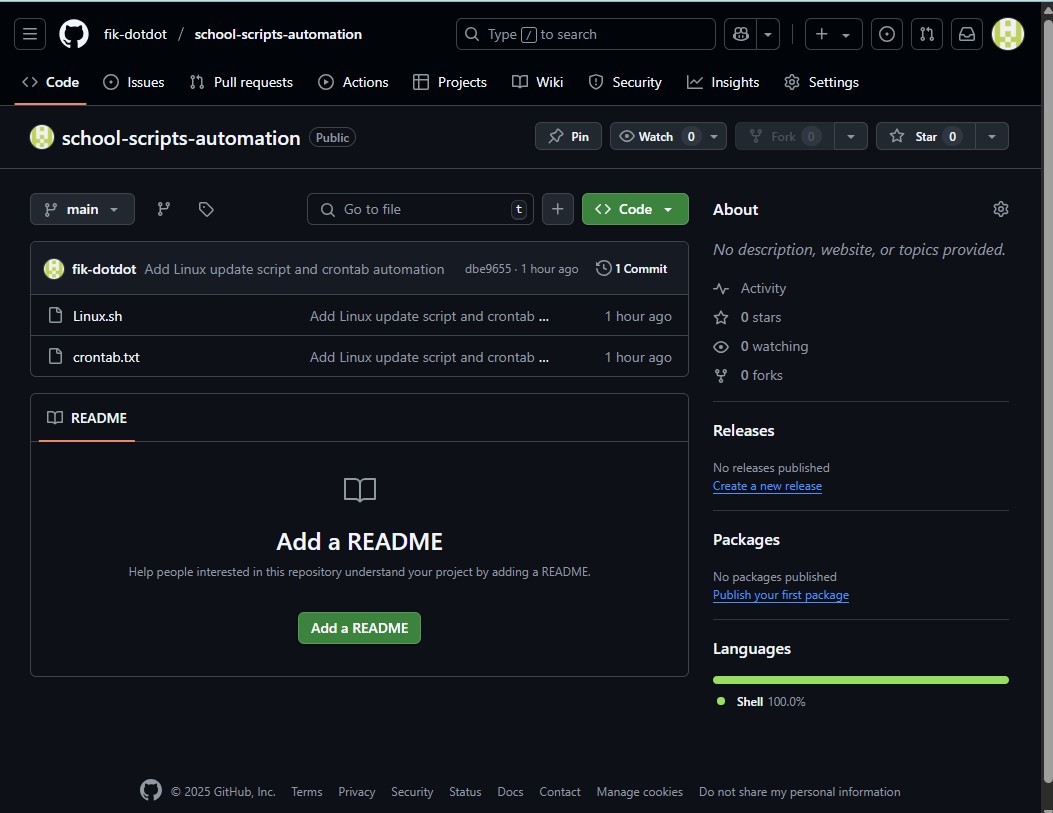 fik-dotdot / school-scripts-automation
Type / to search
Code Issues Pull requests Actions Projects Wiki Security Insights Settings
school-scripts-automation Public
Pin Watch 0 Fork 0 Star 0
main
Go to file t
Code
fik-dotdot Add Linux update script and crontab automation dbe9655 · 1 hour ago 1 Commit
Linux.sh Add Linux update script and crontab ... 1 hour ago
crontab.txt Add Linux update script and crontab ... 1 hour ago
README
Add a README
Help people interested in this repository understand your project by adding a README.
Add a README
About
No description, website, or topics provided.
Activity
0 stars
0 watching
0 forks
Releases
No releases published
Create a new release
Packages
No packages published
Publish your first package
Languages
Shell 100.0%
© 2025 GitHub, Inc. Terms Privacy Security Status Docs Contact Manage cookies Do not share my personal information